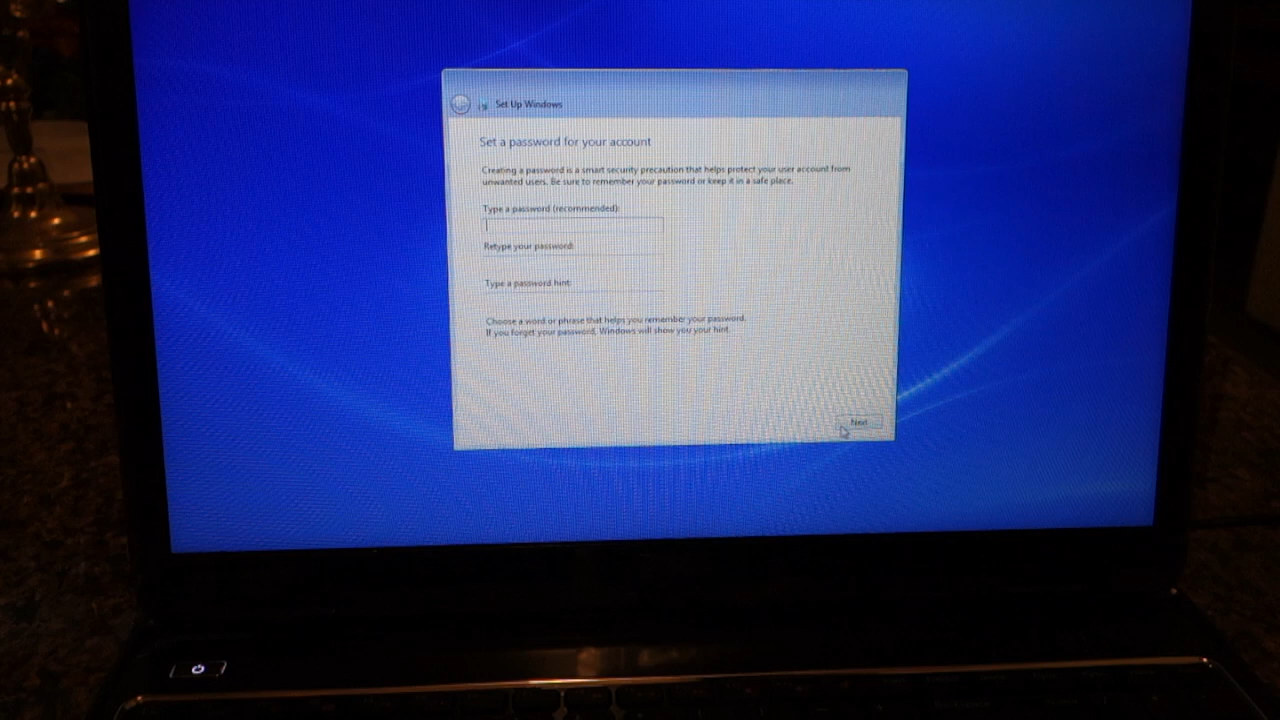 Set Up Windows
Set a password for your account
Creating a password is a smart security precaution that helps protect your user account from
unwanted users. Be sure to remember your password or keep it in a safe place.
Type a password (recommended):
Retype your password:
Type a password hint:
Choose a word or phrase that helps you remember your password.
If you forget your password, Windows will show you your hint.
Next